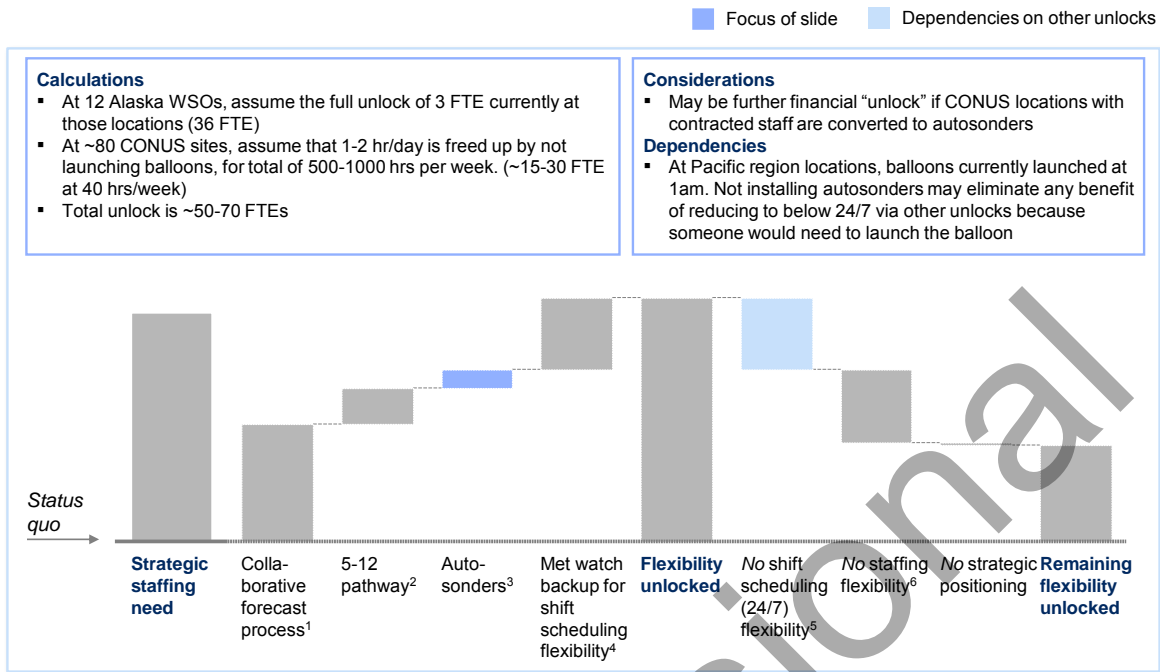 Focus of slide
Dependencies on other unlocks
Calculations
▪ At 12 Alaska WSOs, assume the full unlock of 3 FTE currently at
those locations (36 FTE)
▪ At ~80 CONUS sites, assume that 1-2 hr/day is freed up by not
launching balloons, for total of 500-1000 hrs per week. (~15-30 FTE
at 40 hrs/week)
▪ Total unlock is ~50-70 FTEs
Considerations
▪ May be further financial “unlock” if CONUS locations with
contracted staff are converted to autosonders
Dependencies
▪ At Pacific region locations, balloons currently launched at
1am. Not installing autosonders may eliminate any benefit
of reducing to below 24/7 via other unlocks because
someone would need to launch the balloon
Status
quo
Strategic
staffing
need
Colla-
borative
forecast
process1
5-12
pathway2
Auto-
sonders3
Met watch
backup for
shift
scheduling
flexibility4
Flexibility
unlocked
No shift
scheduling
(24/7)
flexibility5
No staffing
flexibility6
No strategic
positioning
Remaining
flexibility
unlocked
sional